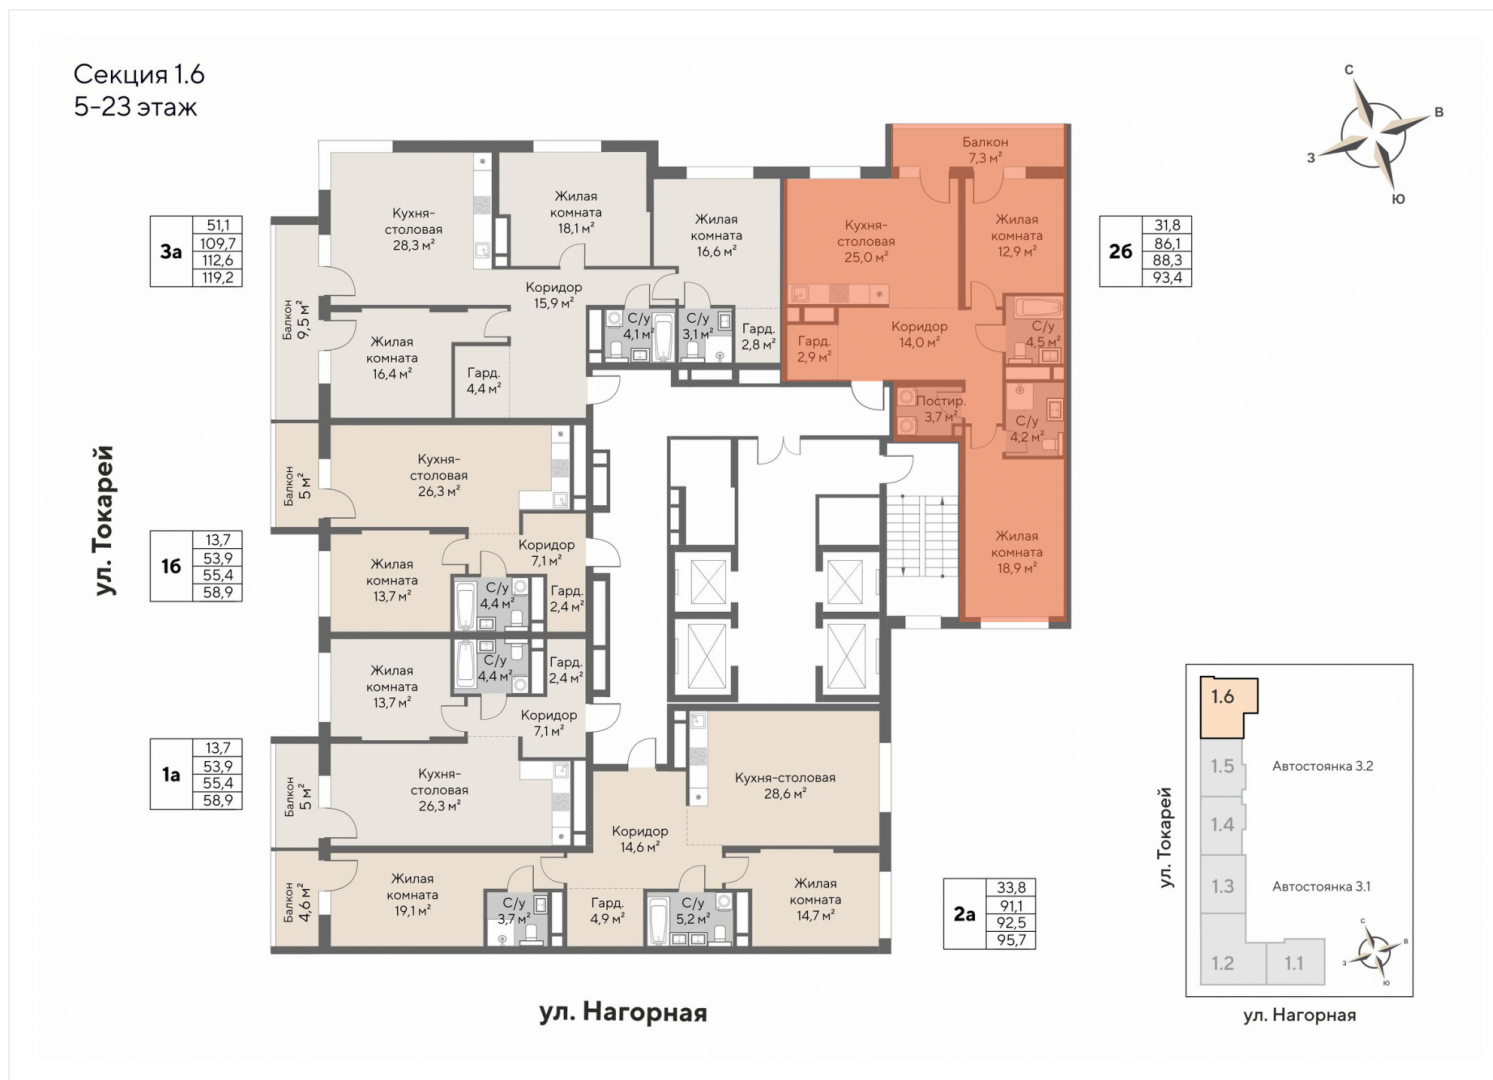 Секция 1.6
5-23 этаж
С
В
З
Ю
3а
51,1
109,7
112,6
119,2
Балкон
9,5 м²
Кухня-
столовая
28,3 м²
Жилая
комната
18,1 м²
Жилая
комната
16,6 м²
Коридор
15,9 м²
Жилая
комната
16,4 м²
Гард.
4,4 м²
С/у
4,1 м²
С/у
3,1 м²
Гард.
2,8 м²
Балкон
7,3 м²
Кухня-
столовая
25,0 м²
Жилая
комната
12,9 м²
Коридор
14,0 м²
Гард.
2,9 м²
С/у
4,5 м²
Постир.
3,7 м²
С/у
4,2 м²
Жилая
комната
18,9 м²
2б
31,8
86,1
88,3
93,4
ул. Токарей
Балкон
5 м²
Кухня-
столовая
26,3 м²
1б
13,7
53,9
55,4
58,9
Жилая
комната
13,7 м²
Коридор
7,1 м²
С/у
4,4 м²
Гард.
2,4 м²
Жилая
комната
13,7 м²
С/у
4,4 м²
Гард.
2,4 м²
Коридор
7,1 м²
1а
13,7
53,9
55,4
58,9
Балкон
5 м²
Кухня-
столовая
26,3 м²
Кухня-столовая
28,6 м²
Коридор
14,6 м²
Балкон
4,6 м²
Жилая
комната
19,1 м²
С/у
3,7 м²
Гард.
4,9 м²
С/у
5,2 м²
Жилая
комната
14,7 м²
2а
33,8
91,1
92,5
95,7
ул. Нагорная
1.6
1.5
Автостоянка 3.2
1.4
1.3
Автостоянка 3.1
1.2
1.1
С
В
З
Ю
ул. Токарей
ул. Нагорная